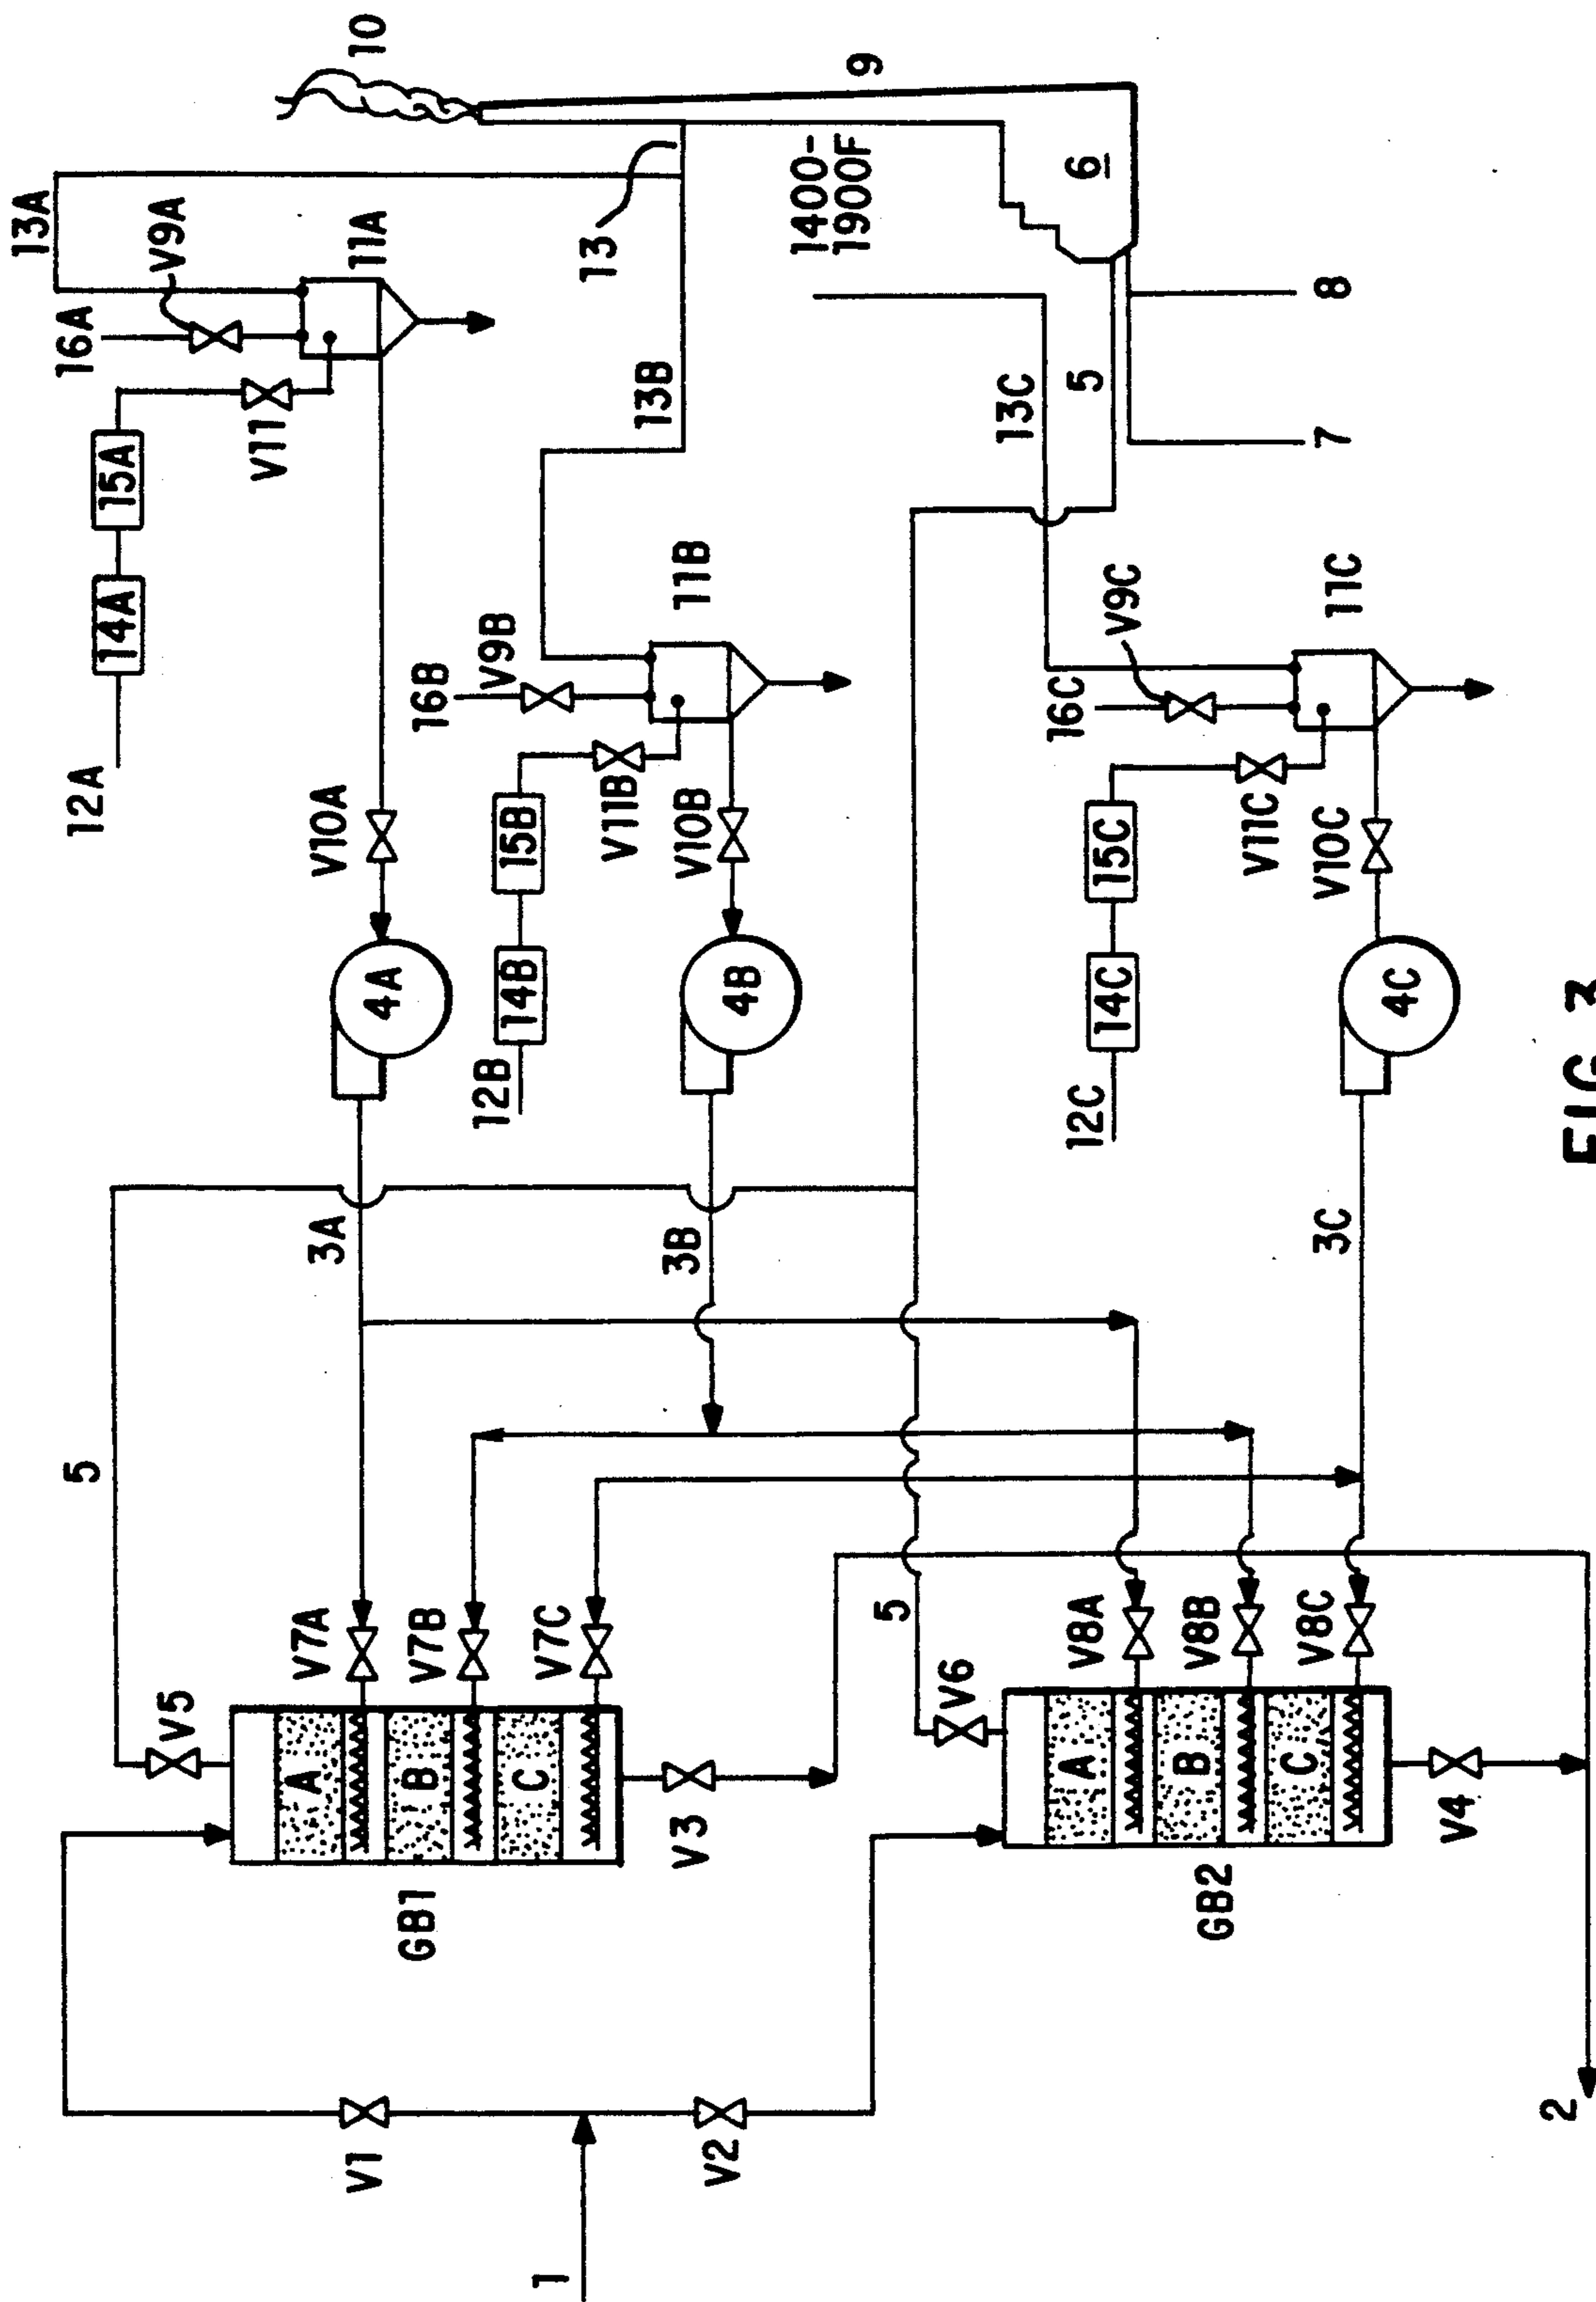 13A
V9A
16A
11A
15A
14A
V11
12A
V10A
4A
3A
5
V5
V7A
V7B
V7C
A
B
C
GB1
V3
V1
1
V2
10
9
13
1400-
1900F
6
8
7
13B
11B
V9B
16B
15B
14B
V11B
12B
V10B
4B
3B
13C
5
V9C
11C
16C
15C
14C
V11C
12C
V10C
4C
3C
5
V6
V8A
V8B
V8C
A
B
C
GB2
V4
2
FIG. 3